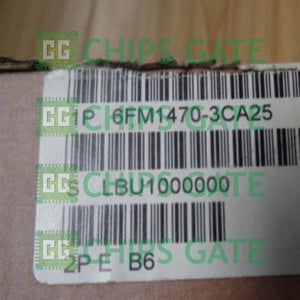 CHIPS GATE
1P 6FM1470-3CA25
CHIPS GATE
S LBU1000000
CHIPS GATE
2P E B6
CHIPS GATE